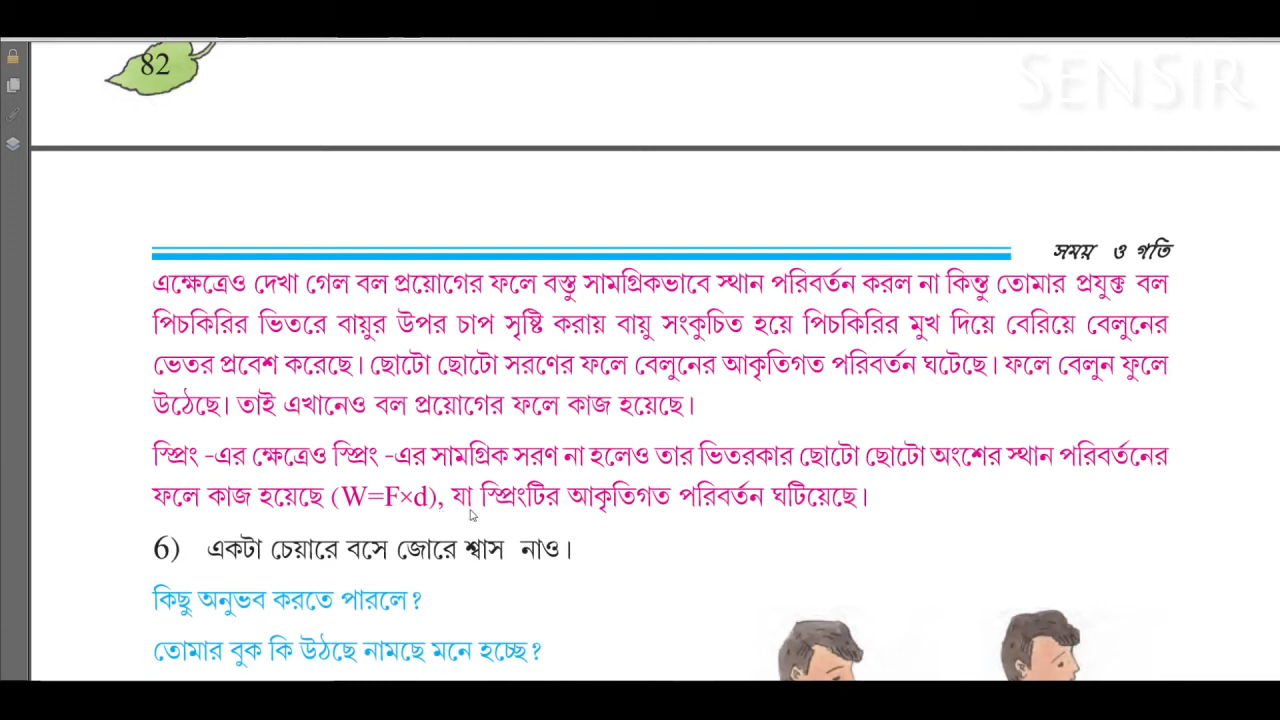 82
SENSIR
সময় ও গতি
এক্ষেত্রেও দেখা গেল বল প্রয়োগের ফলে বস্তু সামগ্রিকভাবে স্থান পরিবর্তন করল না কিন্তু তোমার প্রযুক্ত বল
পিচকিরির ভিতরে বায়ুর উপর চাপ সৃষ্টি করায় বায়ু সংকুচিত হয়ে পিচকিরির মুখ দিয়ে বেরিয়ে বেলুনের
ভেতর প্রবেশ করেছে। ছোটো ছোটো সরণের ফলে বেলুনের আকৃতিগত পরিবর্তন ঘটেছে। ফলে বেলুন ফুলে
উঠেছে। তাই এখানেও বল প্রয়োগের ফলে কাজ হয়েছে।
স্প্রিং -এর ক্ষেত্রেও স্প্রিং -এর সামগ্রিক সরণ না হলেও তার ভিতরকার ছোটো ছোটো অংশের স্থান পরিবর্তনের
ফলে কাজ হয়েছে (W=F×d), যা স্প্রিংটির আকৃতিগত পরিবর্তন ঘটিয়েছে।
6) একটা চেয়ারে বসে জোরে শ্বাস নাও।
কিছু অনুভব করতে পারলে?
তোমার বুক কি উঠছে নামছে মনে হচ্ছে?